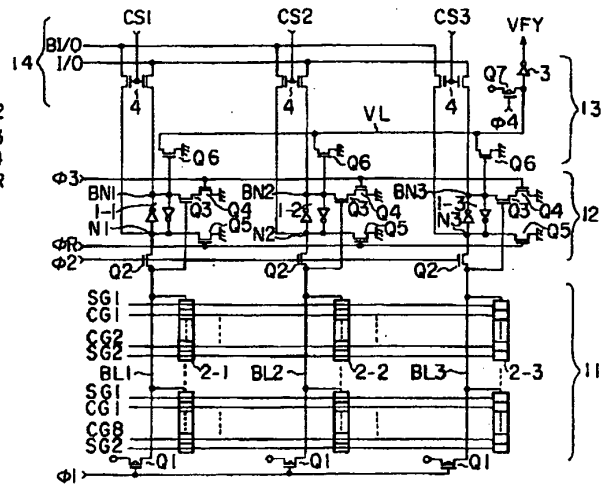 CS1 CS2 CS3 VFY
14
BI/O
I/O
4 4 4 Q7 3
Φ4
13
VL
Q6 Q6 Q6
Φ3
BN1 BN2 BN3
1-1 Q3 Q4 1-2 Q3 Q4 1-3 Q3 Q4
N1 Q5 N2 Q5 N3 Q5
12
ΦR
Φ2
Q2 Q2 Q2
SG1
CG1
CG2
SG2
BL1 2-1 BL2 2-2 BL3 2-3
11
SG1
CG1
CG8
SG2
Q1 Q1 Q1
Φ1